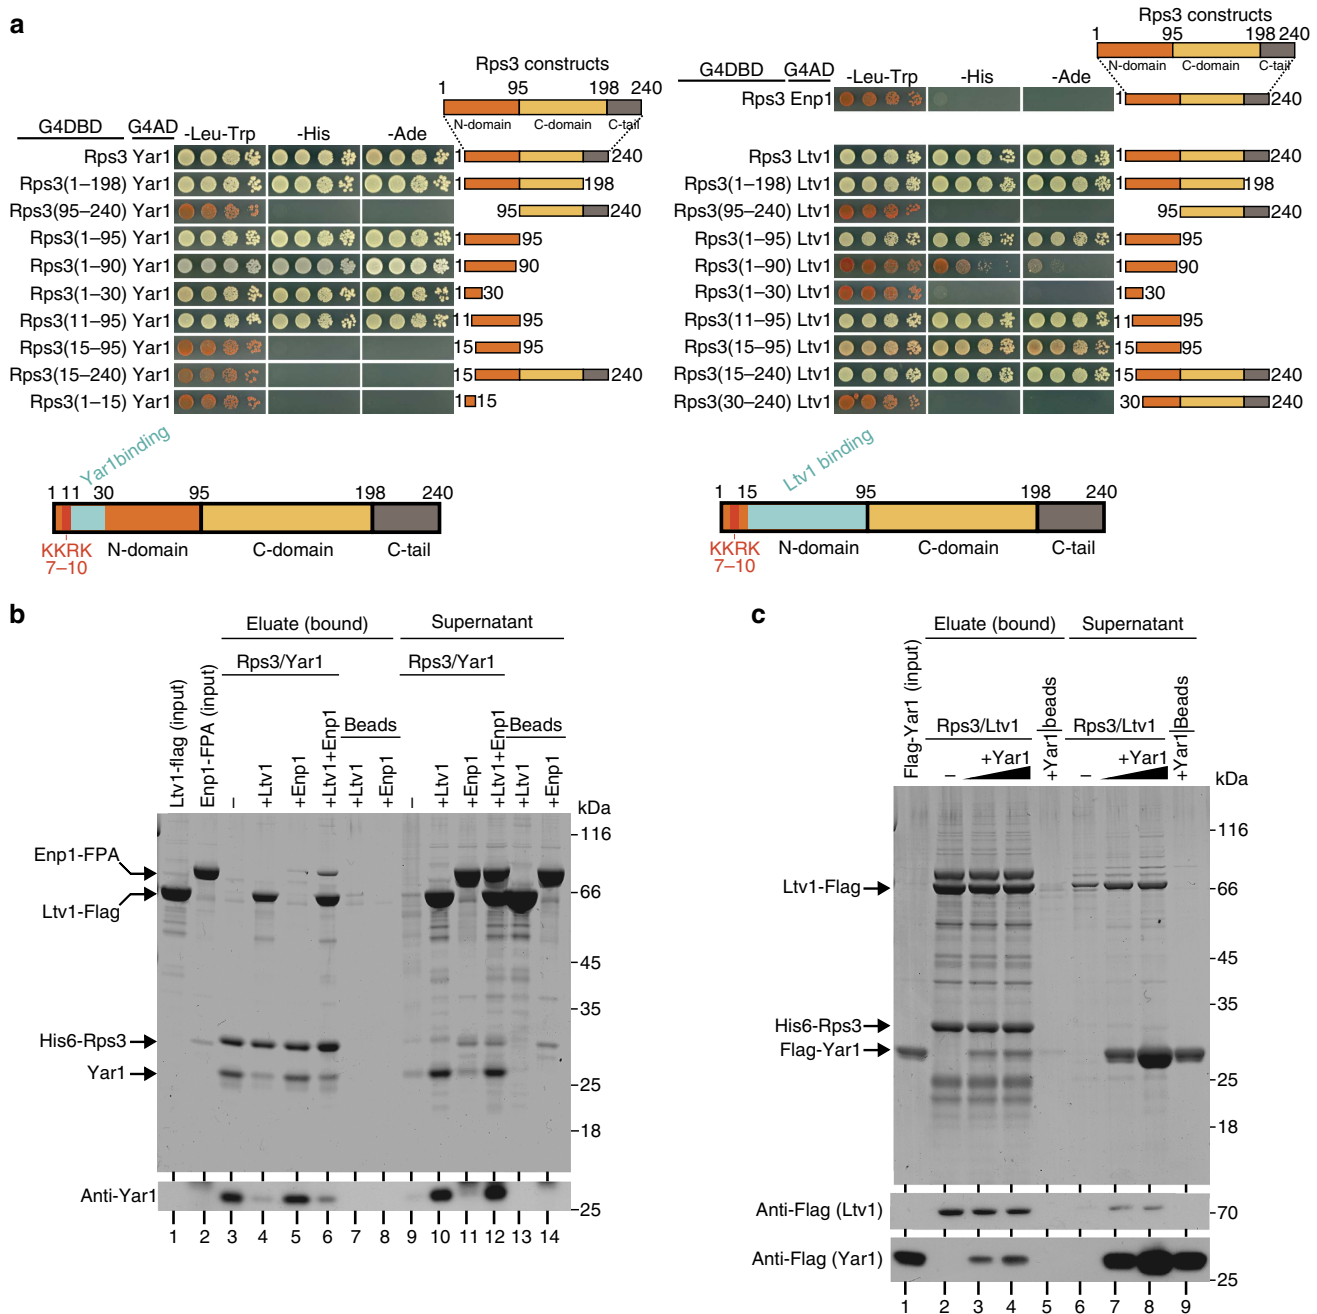 a
Rps3 constructs
1 95 198 240
N-domain C-domain C-tail
G4DBD G4AD -Leu-Trp -His -Ade
Rps3 Yar1 1 240
Rps3(1–198) Yar1 1 198
Rps3(95–240) Yar1 95 240
Rps3(1–95) Yar1 1 95
Rps3(1–90) Yar1 1 90
Rps3(1–30) Yar1 1 30
Rps3(11–95) Yar1 11 95
Rps3(15–95) Yar1 15 95
Rps3(15–240) Yar1 15 240
Rps3(1–15) Yar1 1 15
Yar1binding
1 11 30 95 198 240
KKRK N-domain C-domain C-tail
7–10
Rps3 constructs
1 95 198 240
N-domain C-domain C-tail
G4DBD G4AD -Leu-Trp -His -Ade
Rps3 Enp1 1 240
Rps3 Ltv1 1 240
Rps3(1–198) Ltv1 1 198
Rps3(95–240) Ltv1 95 240
Rps3(1–95) Ltv1 1 95
Rps3(1–90) Ltv1 1 90
Rps3(1–30) Ltv1 1 30
Rps3(11–95) Ltv1 11 95
Rps3(15–95) Ltv1 15 95
Rps3(15–240) Ltv1 15 240
Rps3(30–240) Ltv1 30 240
Ltv1 binding
1 15 95 198 240
KKRK N-domain C-domain C-tail
7–10
b
Eluate (bound) Supernatant
Rps3/Yar1 Rps3/Yar1
Beads Beads
Ltv1-flag (input) Enp1-FPA (input) – +Ltv1 +Enp1 +Ltv1+Enp1 +Ltv1 +Enp1 – +Ltv1 +Enp1 +Ltv1+Enp1 +Ltv1 +Enp1
kDa
116
Enp1-FPA
66
Ltv1-Flag
45
35
His6-Rps3
Yar1
25
18
Anti-Yar1
25
1 2 3 4 5 6 7 8 9 10 11 12 13 14
c
Eluate (bound) Supernatant
Flag-Yar1 (input) Rps3/Ltv1 +Yar1 beads Rps3/Ltv1 +Yar1 Beads
– +Yar1 – +Yar1
kDa
116
Ltv1-Flag 66
45
35
His6-Rps3
Flag-Yar1
25
18
Anti-Flag (Ltv1) 70
Anti-Flag (Yar1)
25
1 2 3 4 5 6 7 8 9